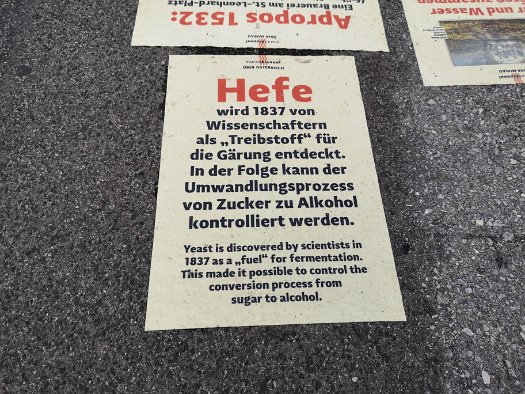 Eine Brauerei am St.-Leonhard-Platz
Apropos 1532:
ÜBER ÖSTERREICH
Hefe
wird 1837 von
Wissenschaftern
als „Treibstoff“ für
die Gärung entdeckt.
In der Folge kann der
Umwandlungsprozess
von Zucker zu Alkohol
kontrolliert werden.
Yeast is discovered by scientists in
1837 as a „fuel“ for fermentation.
This made it possible to control the
conversion process from
sugar to alcohol.
und Wasser
zusammen